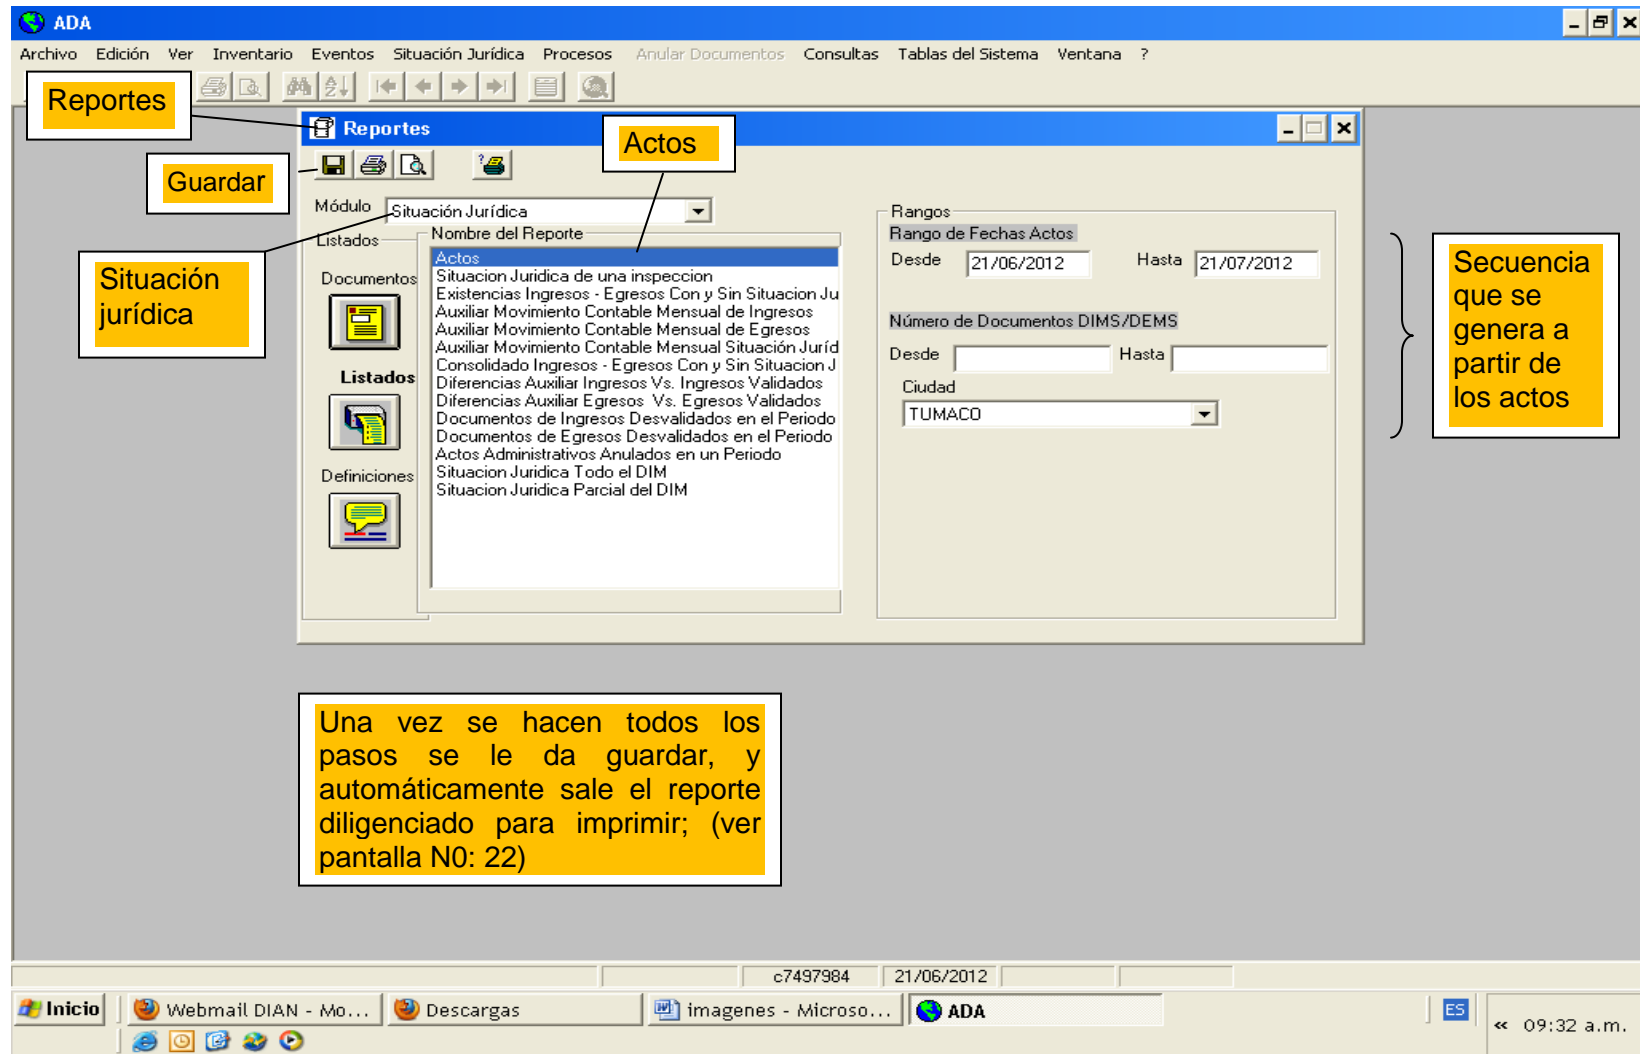 ADA
Archivo Edición Ver Inventario Eventos Situación Jurídica Procesos Anular Documentos Consultas Tablas del Sistema Ventana ?
Reportes
Reportes
Actos
Guardar
Módulo Situación Jurídica
Situación
jurídica
Listados
Documentos
Listados
Definiciones
Nombre del Reporte
Actos
Situacion Juridica de una inspeccion
Existencias Ingresos - Egresos Con y Sin Situacion Ju
Auxiliar Movimiento Contable Mensual de Ingresos
Auxiliar Movimiento Contable Mensual de Egresos
Auxiliar Movimiento Contable Mensual Situación Juríd
Consolidado Ingresos - Egresos Con y Sin Situacion J
Diferencias Auxiliar Ingresos Vs. Ingresos Validados
Diferencias Auxiliar Egresos Vs. Egresos Validados
Documentos de Ingresos Desvalidados en el Periodo
Documentos de Egresos Desvalidados en el Periodo
Actos Administrativos Anulados en un Periodo
Situacion Juridica Todo el DIM
Situacion Juridica Parcial del DIM
Rangos
Rango de Fechas Actos
Desde 21/06/2012 Hasta 21/07/2012
Número de Documentos DIMS/DEMS
Desde Hasta
Ciudad
TUMACO
Secuencia
que se
genera a
partir de
los actos
Una vez se hacen todos los
pasos se le da guardar, y
automáticamente sale el reporte
diligenciado para imprimir; (ver
pantalla N0: 22)
c7497984 21/06/2012
Inicio Webmail DIAN - Mo... Descargas imagenes - Microso... ADA ES « 09:32 a.m.